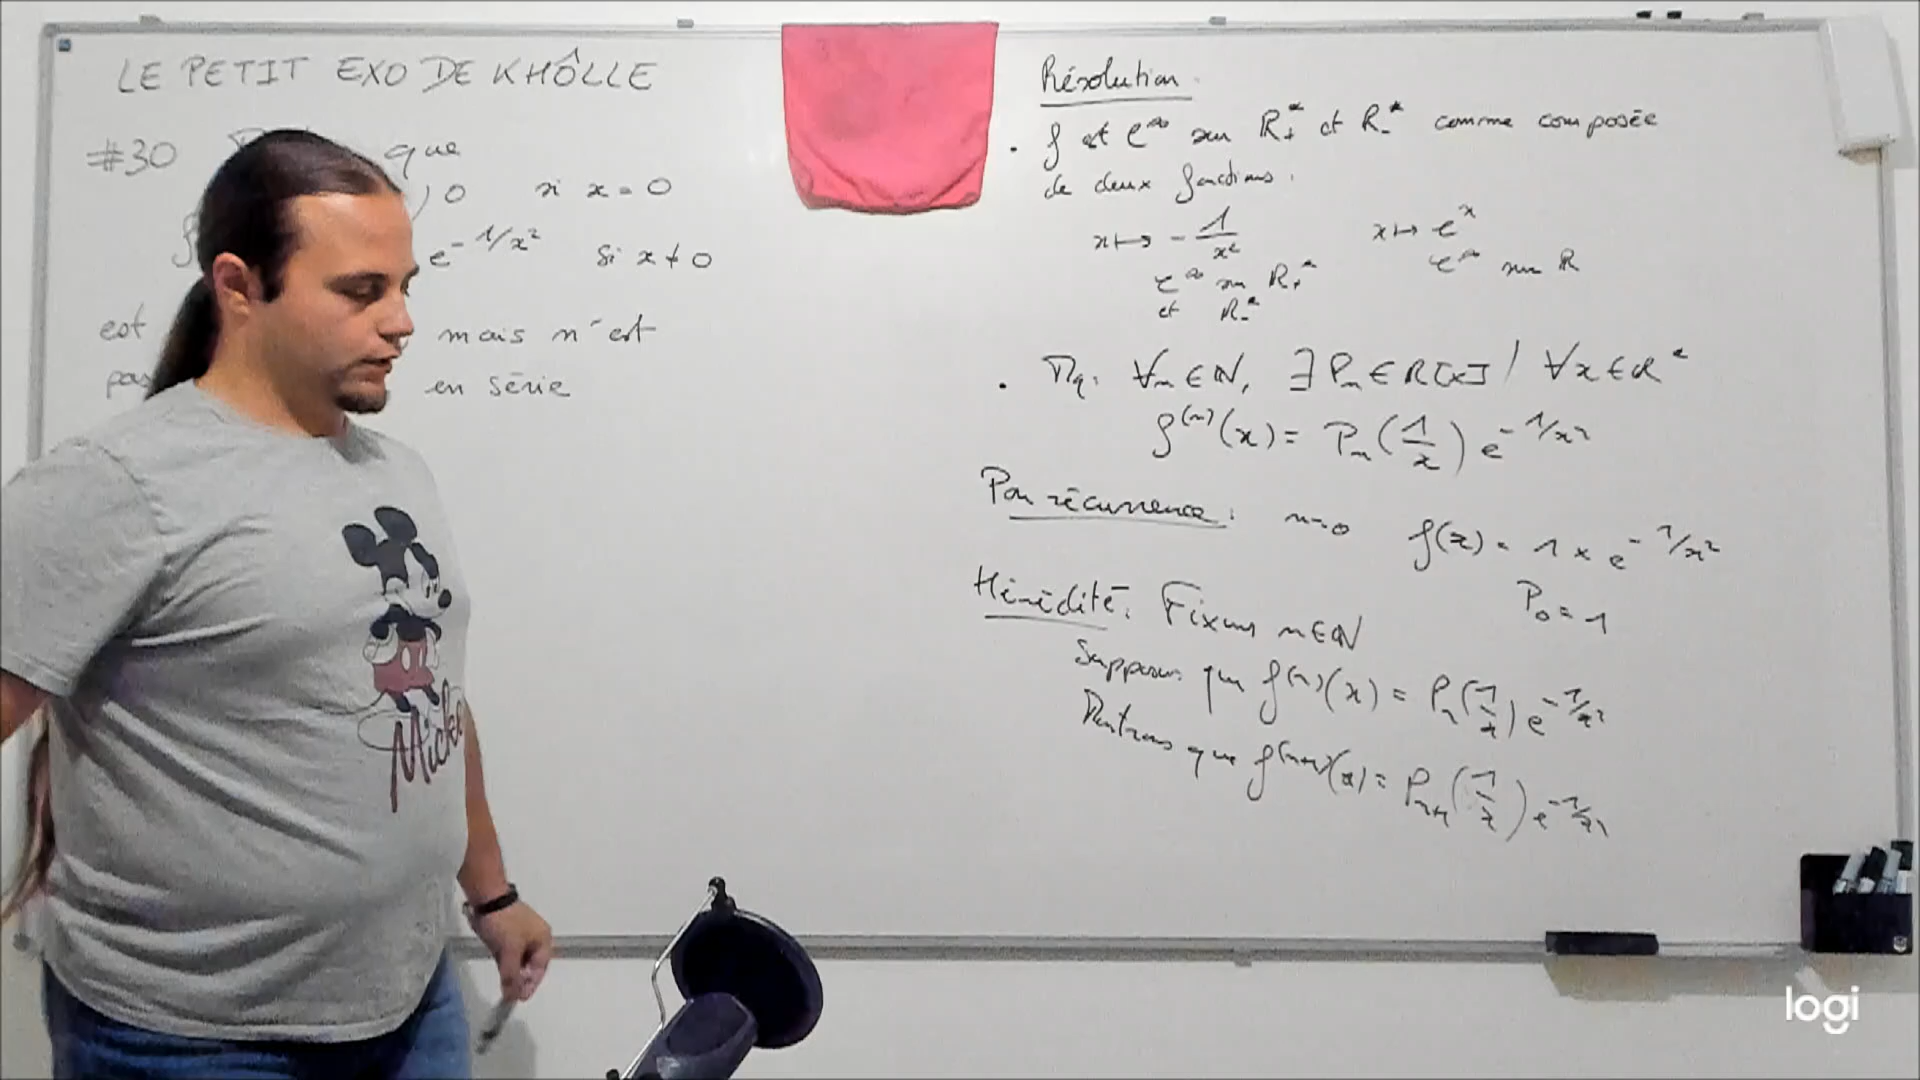 LE PETIT EXO DE KHÔLLE
#30 que
0 si x = 0
e^{-1/x²} si x ≠ 0
est mais n'est
pas en série
Résolution.
• f est C^∞ sur ℝ₊* et ℝ₋* comme composée
de deux fonctions.
x ↦ -1/x² x ↦ e^x
C^∞ sur ℝ₊* C^∞ sur ℝ
et ℝ₋*
• Mq. ∀n ∈ ℕ, ∃ Pₙ ∈ ℝ[X] / ∀x ∈ ℝ*
f^{(n)}(x) = Pₙ(1/x) e^{-1/x²}
Par récurrence : n=0 f(x) = 1 × e^{-1/x²}
P₀ = 1
Hérédité. Fixons n ∈ ℕ
Supposons que f^{(n)}(x) = Pₙ(1/x) e^{-1/x²}
Montrons que f^{(n+1)}(x) = Pₙ₊₁(1/x) e^{-1/x²}
Mickey
logi